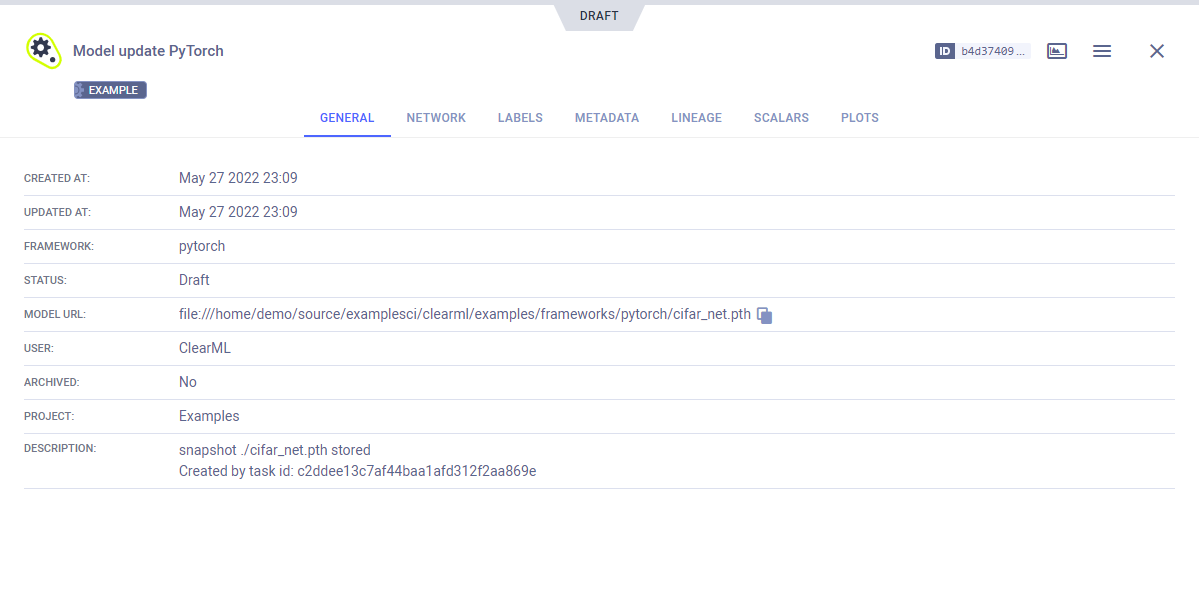 DRAFT
Model update PyTorch
ID b4d37409 ...
EXAMPLE
GENERAL NETWORK LABELS METADATA LINEAGE SCALARS PLOTS
CREATED AT: May 27 2022 23:09
UPDATED AT: May 27 2022 23:09
FRAMEWORK: pytorch
STATUS: Draft
MODEL URL: file:///home/demo/source/examplesci/clearml/examples/frameworks/pytorch/cifar_net.pth
USER: ClearML
ARCHIVED: No
PROJECT: Examples
DESCRIPTION: snapshot ./cifar_net.pth stored
Created by task id: c2ddee13c7af44baa1afd312f2aa869e